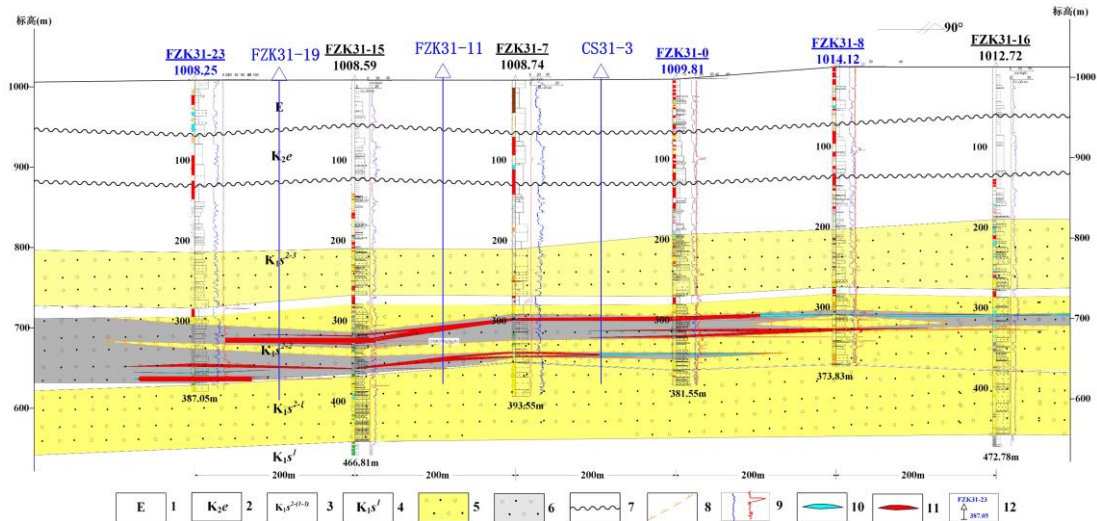 标高(m)
标高(m)
90°
FZK31-23
1008.25
FZK31-19
FZK31-15
1008.59
FZK31-11
FZK31-7
1008.74
CS31-3
FZK31-0
1009.81
FZK31-8
1014.12
FZK31-16
1012.72
1000
1000
E
K₂e
100
100
100
100
100
900
900
200
200
200
200
200
800
800
K₁s²⁻³
300
300
300
300
300
700
700
K₁s²⁻²
400
400
600
600
K₁s²⁻¹
K₁s¹
387.05m
466.81m
393.55m
381.55m
373.83m
472.78m
200m
200m
200m
200m
200m
E 1
K₂e 2
K₁s²⁻⁽¹⁻³⁾ 3
K₁s¹ 4
5
6
7
8
9
10
11
FZK31-23
387.05
12